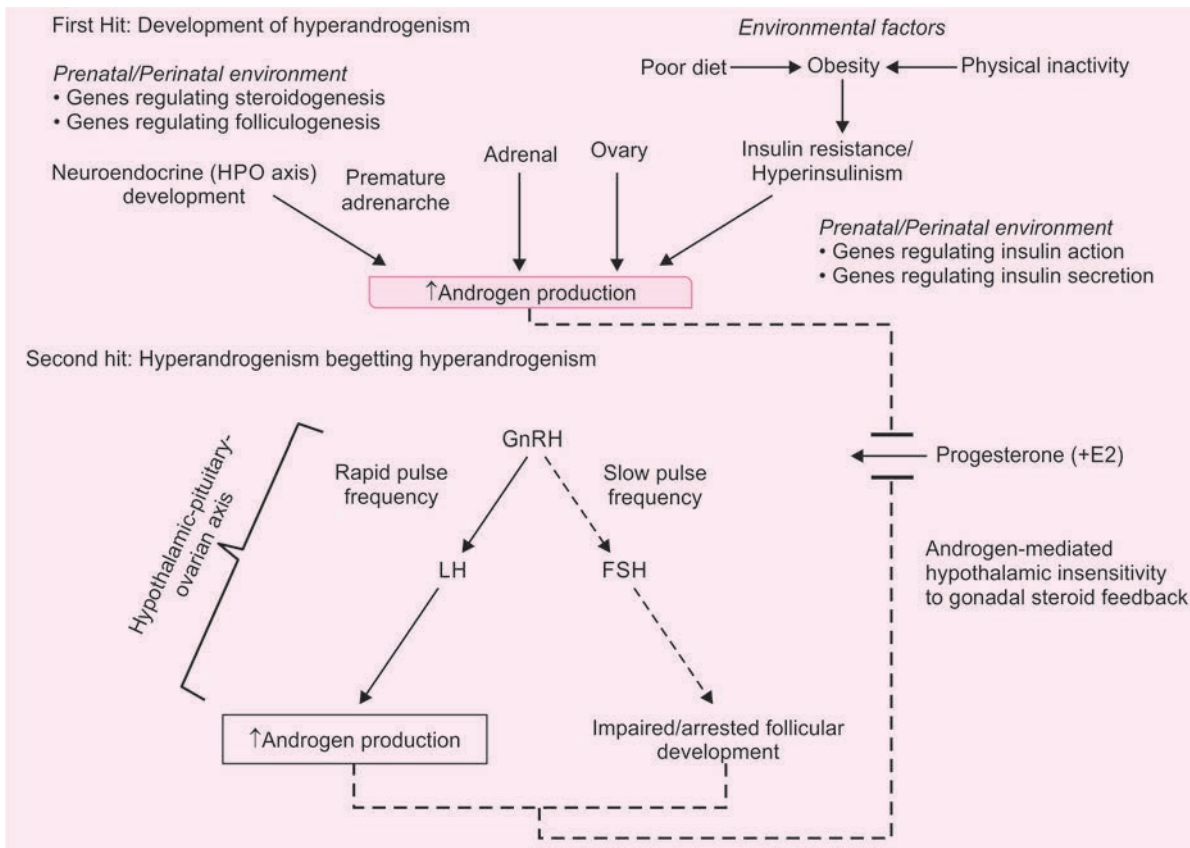 First Hit: Development of hyperandrogenism
Prenatal/Perinatal environment
• Genes regulating steroidogenesis
• Genes regulating folliculogenesis
Neuroendocrine (HPO axis)
development
Premature
adrenarche
Adrenal
Ovary
Environmental factors
Poor diet
Obesity
Physical inactivity
Insulin resistance/
Hyperinsulinism
Prenatal/Perinatal environment
• Genes regulating insulin action
• Genes regulating insulin secretion
↑Androgen production
Second hit: Hyperandrogenism begetting hyperandrogenism
Hypothalamic-pituitary-
ovarian axis
GnRH
Rapid pulse
frequency
Slow pulse
frequency
LH
FSH
↑Androgen production
Impaired/arrested follicular
development
Progesterone (+E2)
Androgen-mediated
hypothalamic insensitivity
to gonadal steroid feedback